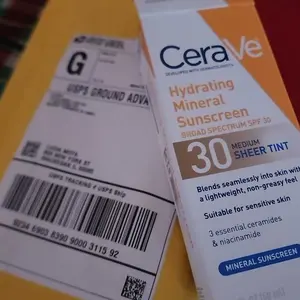 G
USPS GROUND ADVA
USPS TRACKING # USPS Ship
9234 6903 8390 9000 3115 92
CeraVe
DEVELOPED WITH DERMATOLOGISTS
Hydrating
Mineral
Sunscreen
BROAD SPECTRUM SPF 30
30 MEDIUM
SHEER TINT
Blends seamlessly into skin with
a lightweight, non-greasy feel
Suitable for sensitive skin
3 essential ceramides
& niacinamide
MINERAL SUNSCREEN